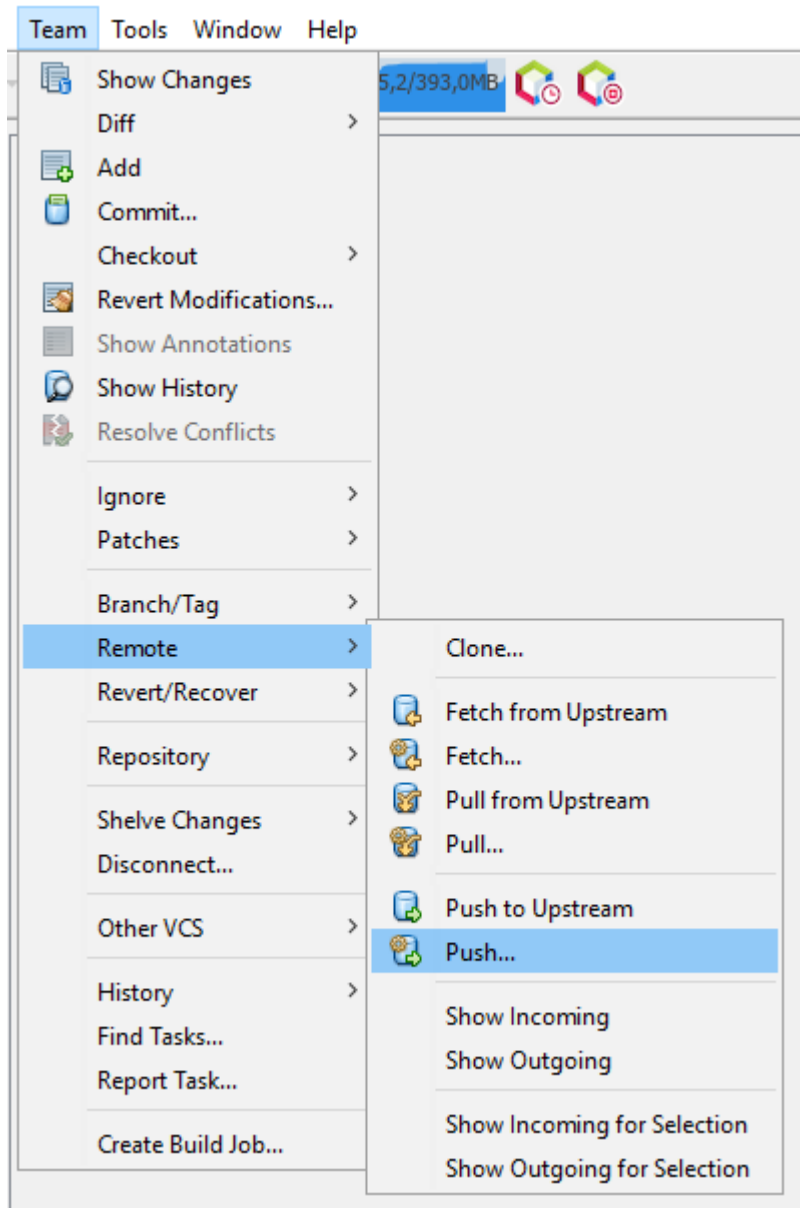 Team Tools Window Help
5,2/393,0MB
Show Changes
Diff
Add
Commit...
Checkout
Revert Modifications...
Show Annotations
Show History
Resolve Conflicts
Ignore
Patches
Branch/Tag
Remote
Revert/Recover
Repository
Shelve Changes
Disconnect...
Other VCS
History
Find Tasks...
Report Task...
Create Build Job...
Clone...
Fetch from Upstream
Fetch...
Pull from Upstream
Pull...
Push to Upstream
Push...
Show Incoming
Show Outgoing
Show Incoming for Selection
Show Outgoing for Selection